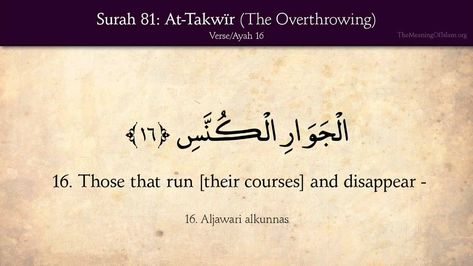 Surah 81: At-Takwïr (The Overthrowing)
Verse/Ayah 16
TheMeaningOfIslam.org
الْجَوَارِ الْكُنَّسِ ﴿١٦﴾
16. Those that run [their courses] and disappear -
16. Aljawari alkunnas